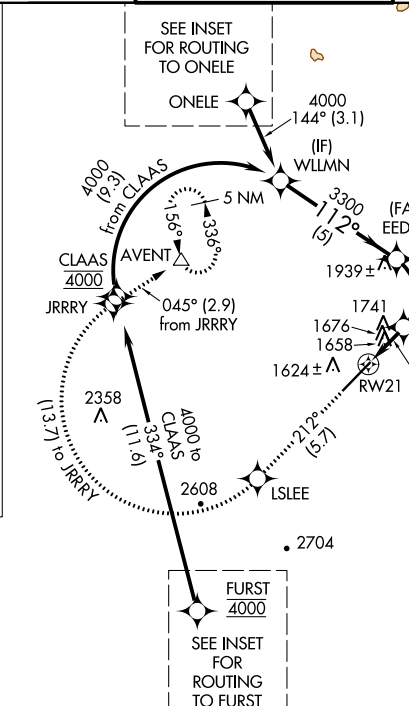 SEE INSET
FOR ROUTING
TO ONELE
ONELE
4000
144° (3.1)
(IF)
WLLMN
4000
(9.3)
from CLAAS
5 NM
156°
336°
3300
112°
(5)
(FA
EED
AVENT
CLAAS
4000
JRRRY
045° (2.9)
from JRRRY
1939±
1741
1676
1658
1624±
RW21
2358
4000 to
CLAAS
334°
(11.6)
212°
(5.7)
(13.7) to JRRRY
2608
LSLEE
2704
FURST
4000
SEE INSET
FOR
ROUTING
TO FURST